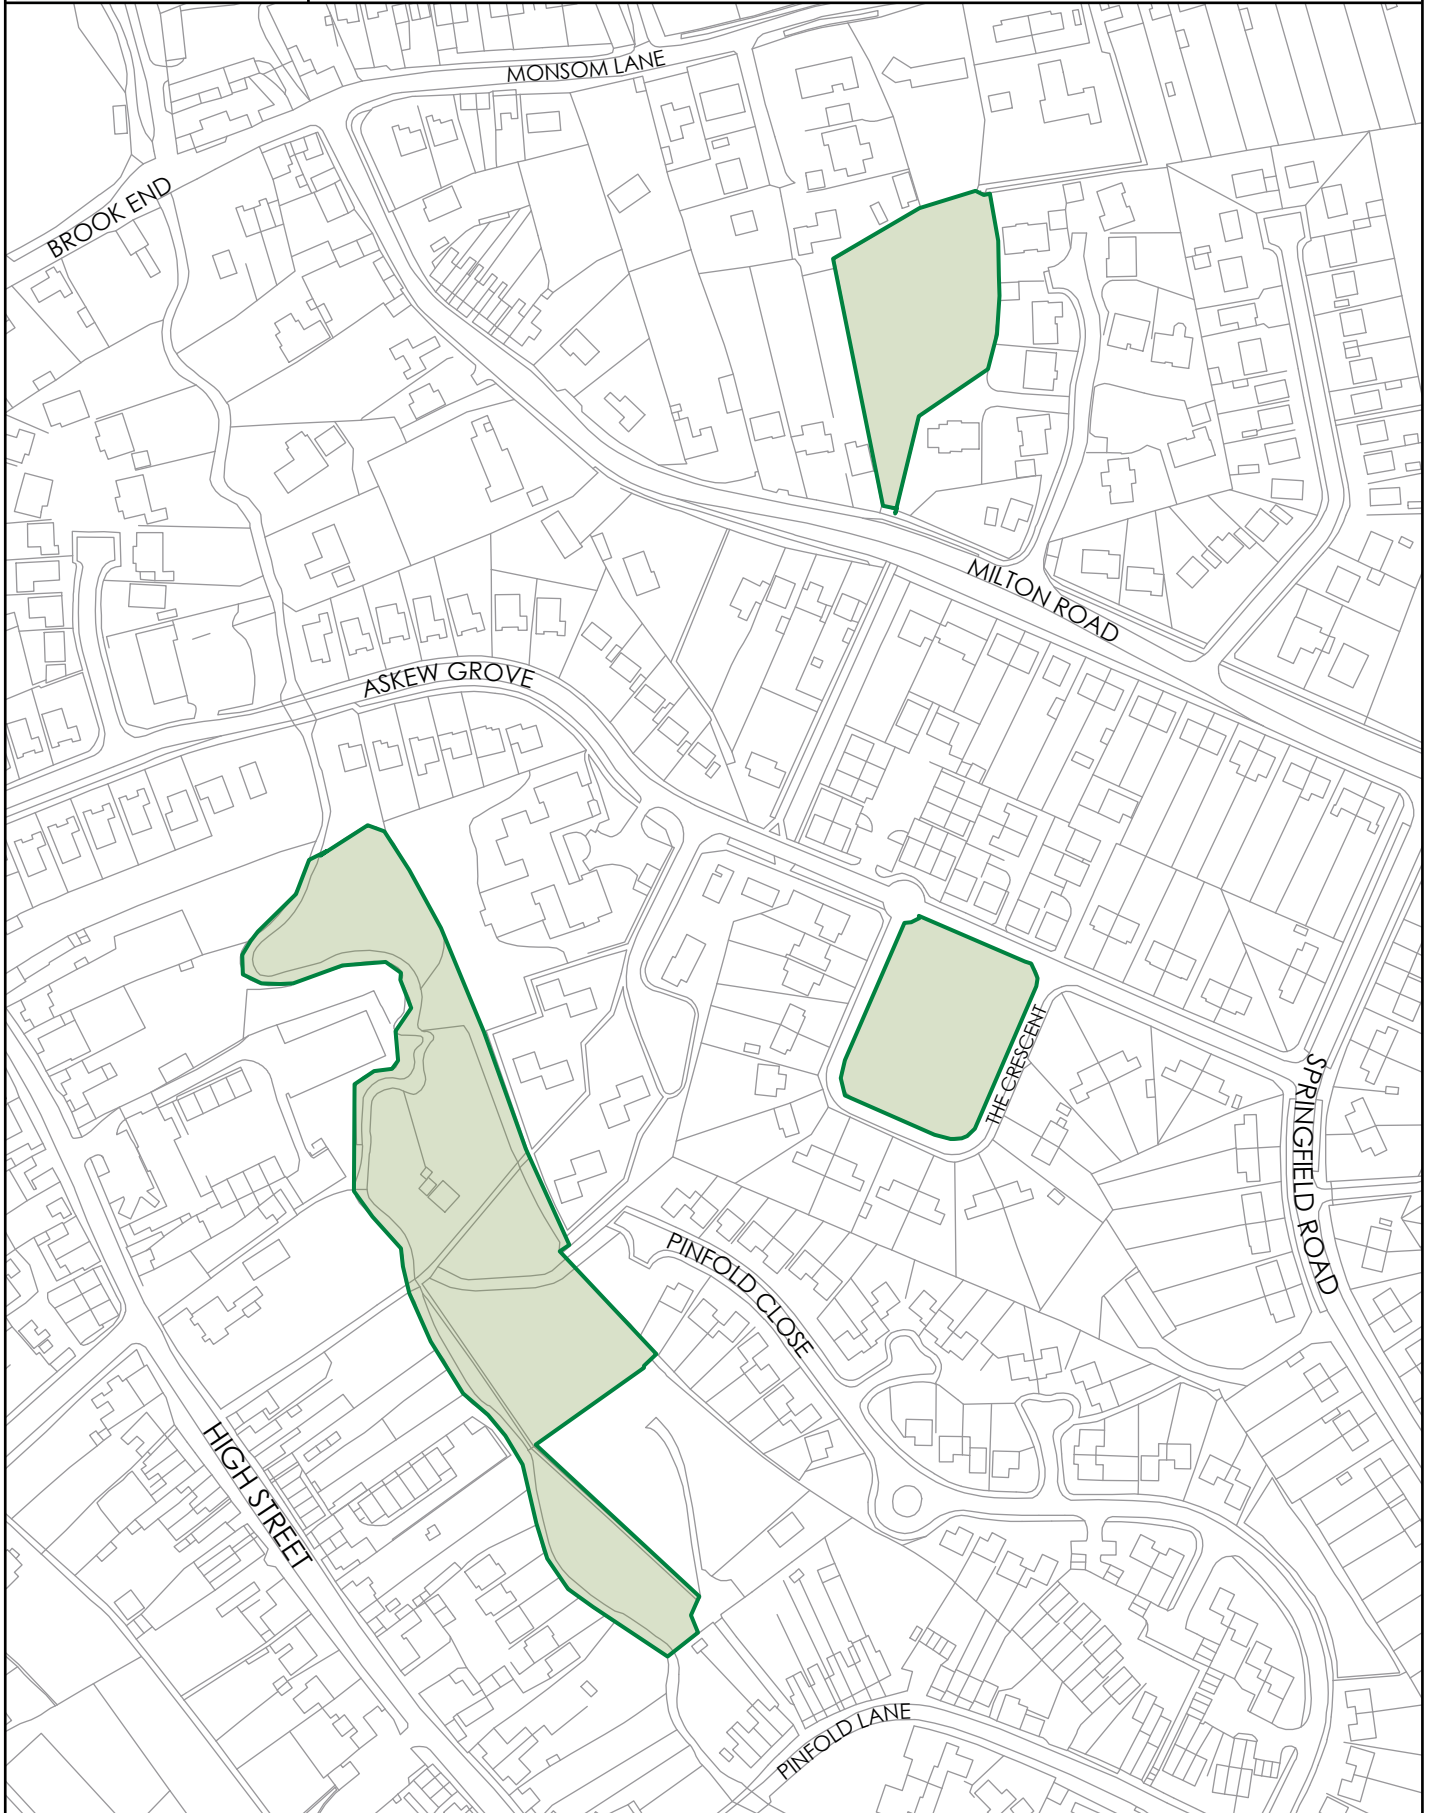 MONSOM LANE
BROOK END
MILTON ROAD
ASKEW GROVE
THE CRESCENT
SPRINGFIELD ROAD
PINFOLD CLOSE
HIGH STREET
PINFOLD LANE